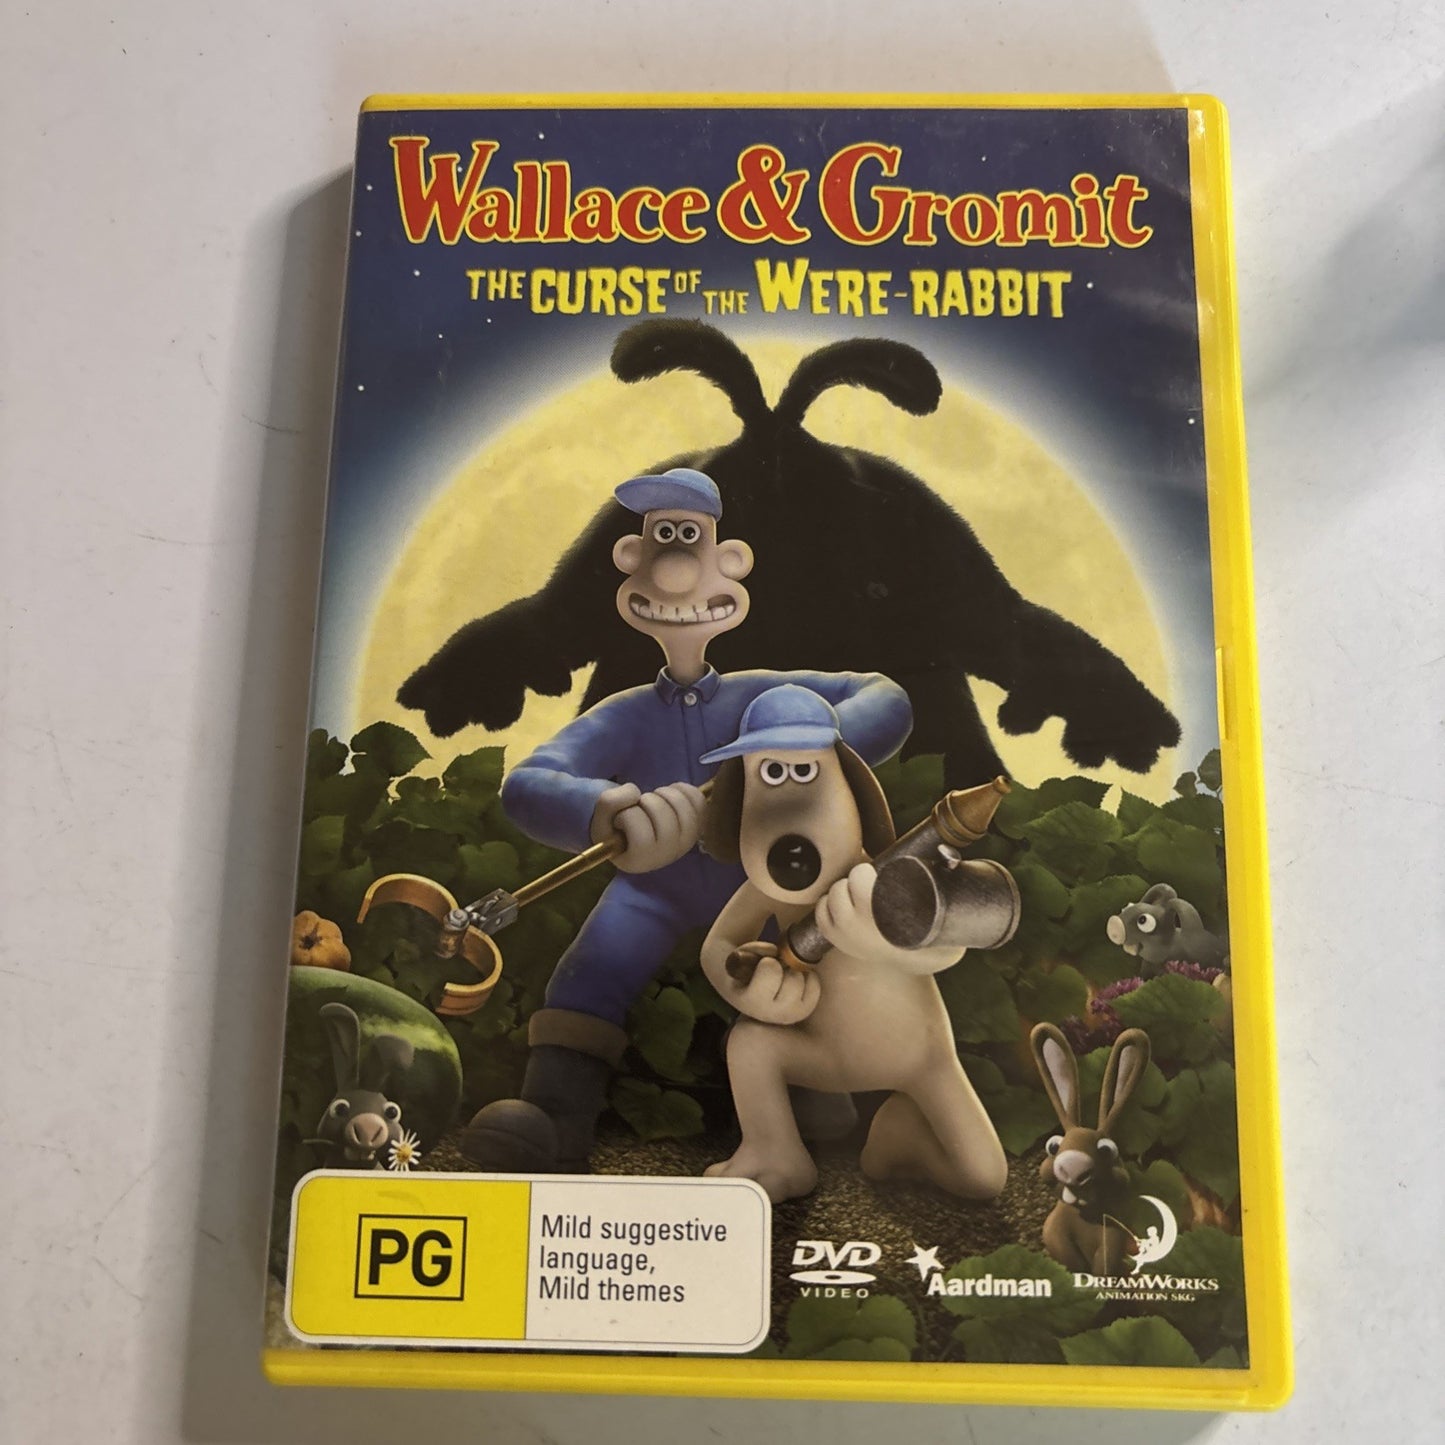 Wallace & Gromit
THE CURSE OF THE WERE-RABBIT
PG
Mild suggestive
language,
Mild themes
DVD
VIDEO
Aardman
DREAMWORKS
ANIMATION SKG